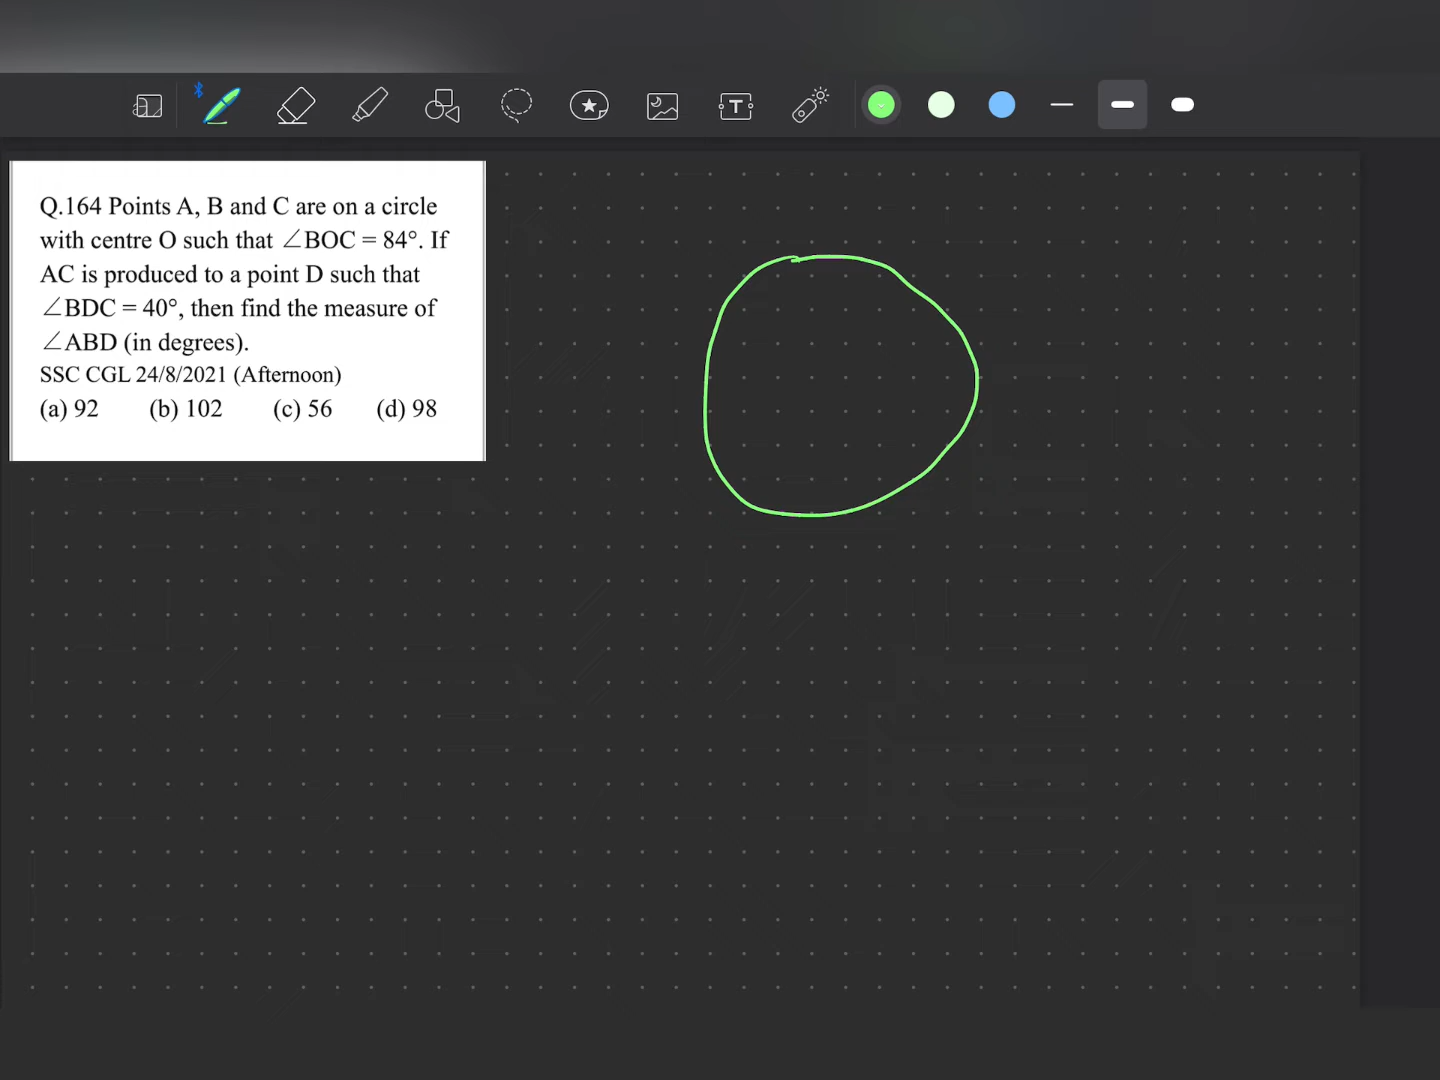 Q.164 Points A, B and C are on a circle
with centre O such that ∠BOC = 84°. If
AC is produced to a point D such that
∠BDC = 40°, then find the measure of
∠ABD (in degrees).
SSC CGL 24/8/2021 (Afternoon)
(a) 92 (b) 102 (c) 56 (d) 98